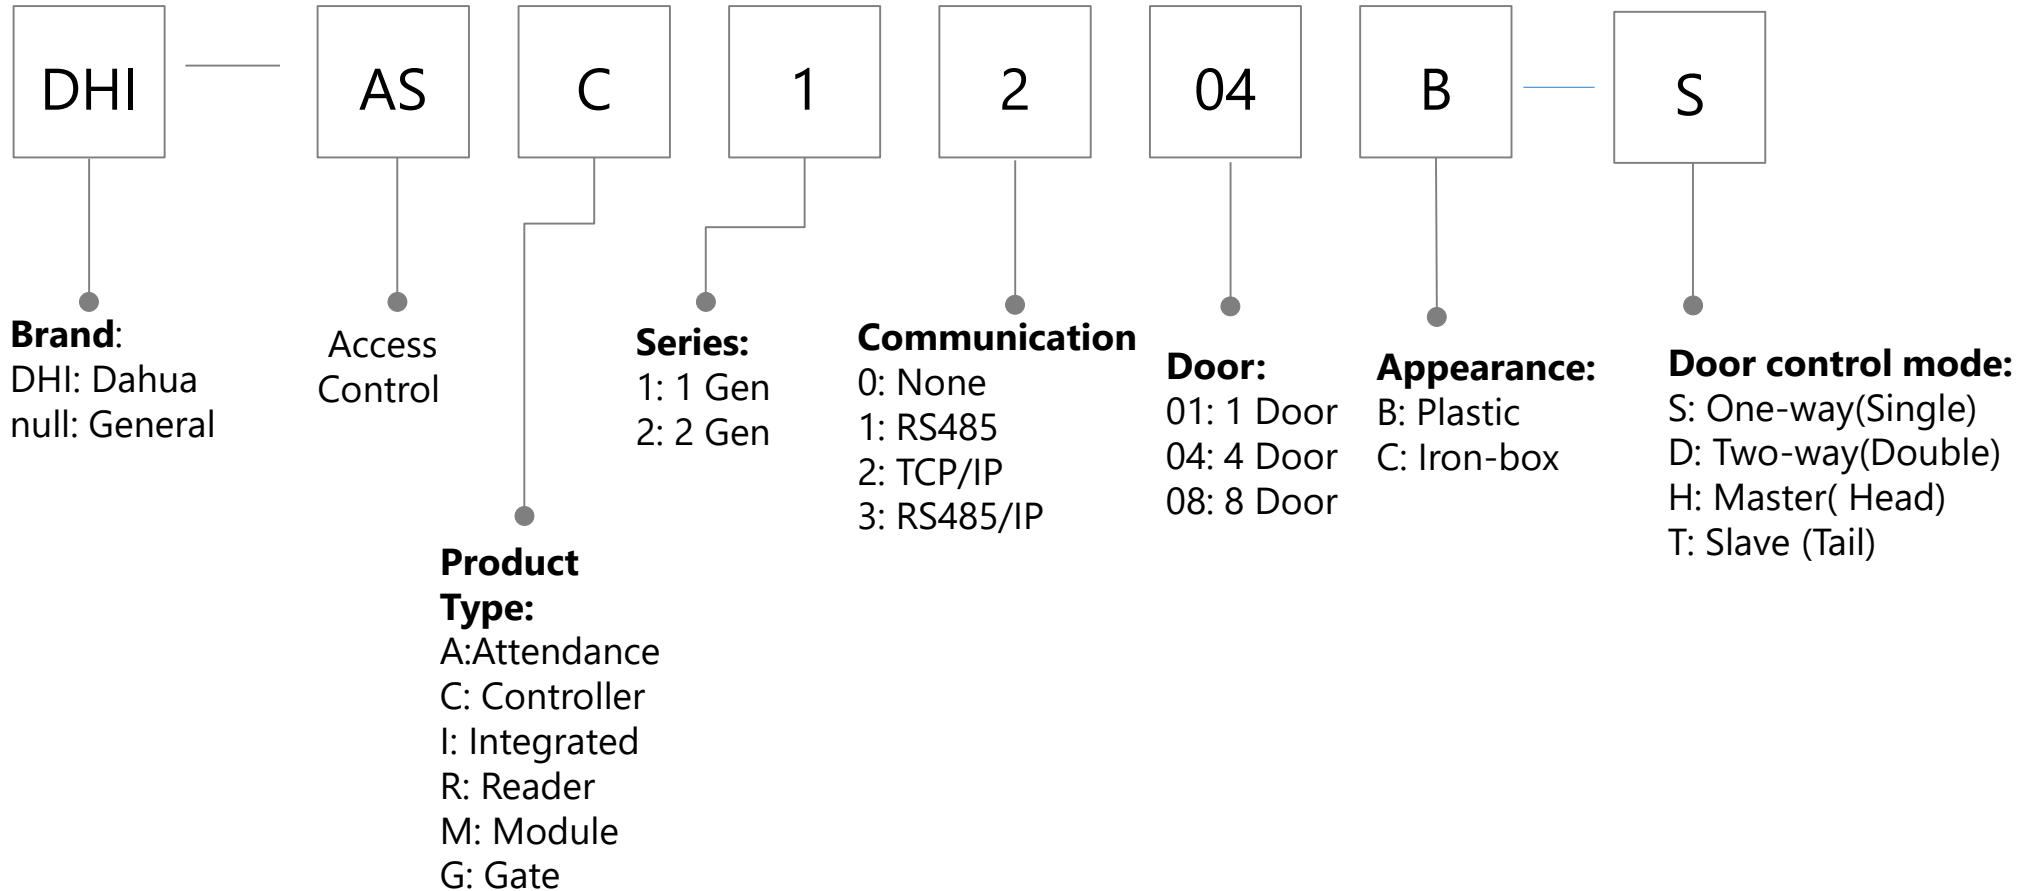 DHI
AS
C
1
2
04
B
S
Brand:
DHI: Dahua
null: General
Access
Control
Product
Type:
A:Attendance
C: Controller
I: Integrated
R: Reader
M: Module
G: Gate
Series:
1: 1 Gen
2: 2 Gen
Communication
0: None
1: RS485
2: TCP/IP
3: RS485/IP
Door:
01: 1 Door
04: 4 Door
08: 8 Door
Appearance:
B: Plastic
C: Iron-box
Door control mode:
S: One-way(Single)
D: Two-way(Double)
H: Master( Head)
T: Slave (Tail)